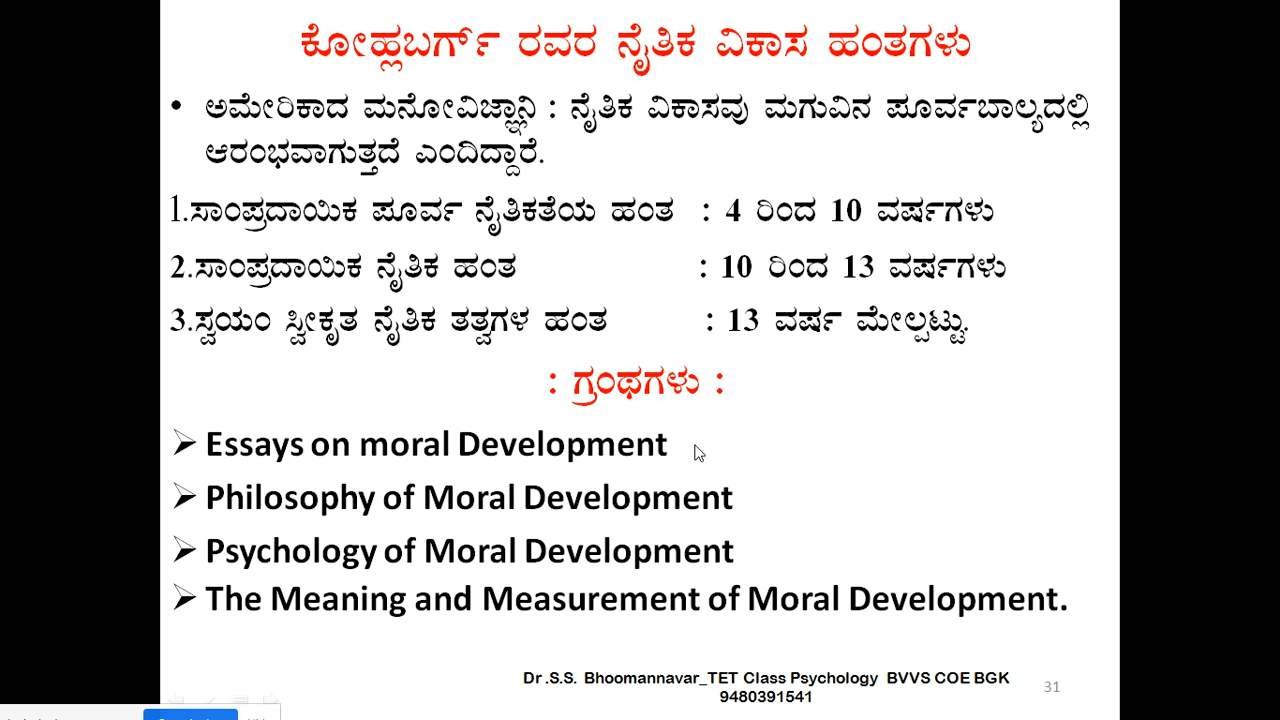 ಕೋಹ್ಲಬರ್ಗ್ ರವರ ನೈತಿಕ ವಿಕಾಸ ಹಂತಗಳು
• ಅಮೇರಿಕಾದ ಮನೋವಿಜ್ಞಾನಿ : ನೈತಿಕ ವಿಕಾಸವು ಮಗುವಿನ ಪೂರ್ವಬಾಲ್ಯದಲ್ಲಿ
ಆರಂಭವಾಗುತ್ತದೆ ಎಂದಿದ್ದಾರೆ.
1.ಸಾಂಪ್ರದಾಯಿಕ ಪೂರ್ವ ನೈತಿಕತೆಯ ಹಂತ : 4 ರಿಂದ 10 ವರ್ಷಗಳು
2.ಸಾಂಪ್ರದಾಯಿಕ ನೈತಿಕ ಹಂತ : 10 ರಿಂದ 13 ವರ್ಷಗಳು
3.ಸ್ವಯಂ ಸ್ವೀಕೃತ ನೈತಿಕ ತತ್ವಗಳ ಹಂತ : 13 ವರ್ಷ ಮೇಲ್ಪಟ್ಟು.
: ಗ್ರಂಥಗಳು :
➢ Essays on moral Development
➢ Philosophy of Moral Development
➢ Psychology of Moral Development
➢ The Meaning and Measurement of Moral Development.
Dr .S.S. Bhoomannavar_TET Class Psychology BVVS COE BGK
9480391541
31